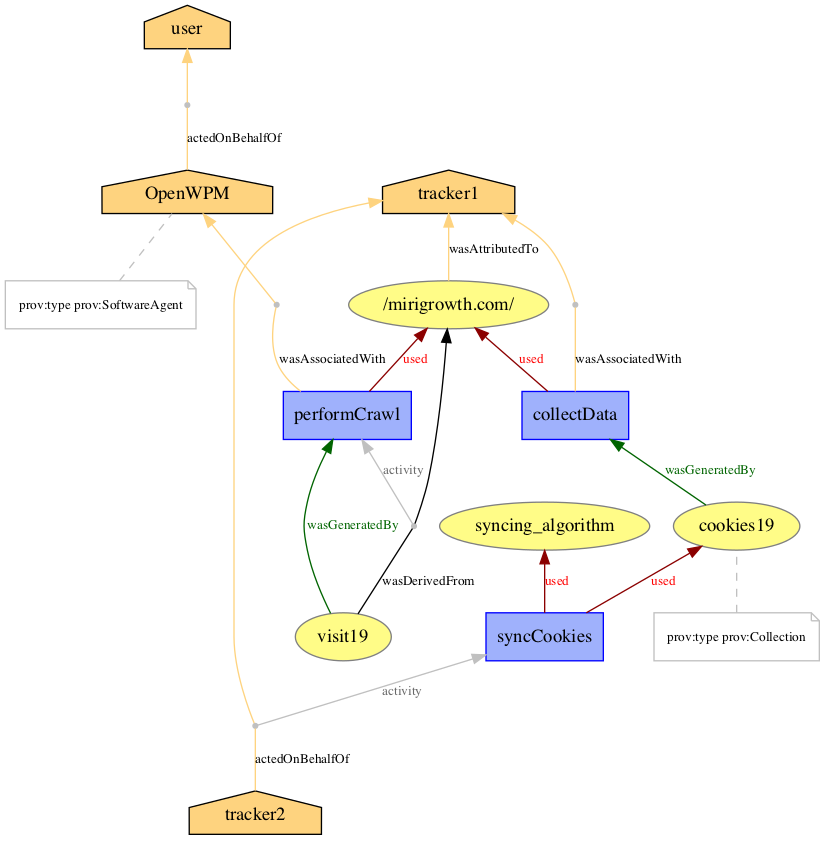 user
actedOnBehalfOf
OpenWPM
tracker1
wasAttributedTo
prov:type prov:SoftwareAgent
/mirigrowth.com/
wasAssociatedWith
used
used
wasAssociatedWith
performCrawl
collectData
activity
wasGeneratedBy
wasGeneratedBy
syncing_algorithm
cookies19
wasDerivedFrom
used
used
visit19
syncCookies
prov:type prov:Collection
activity
actedOnBehalfOf
tracker2